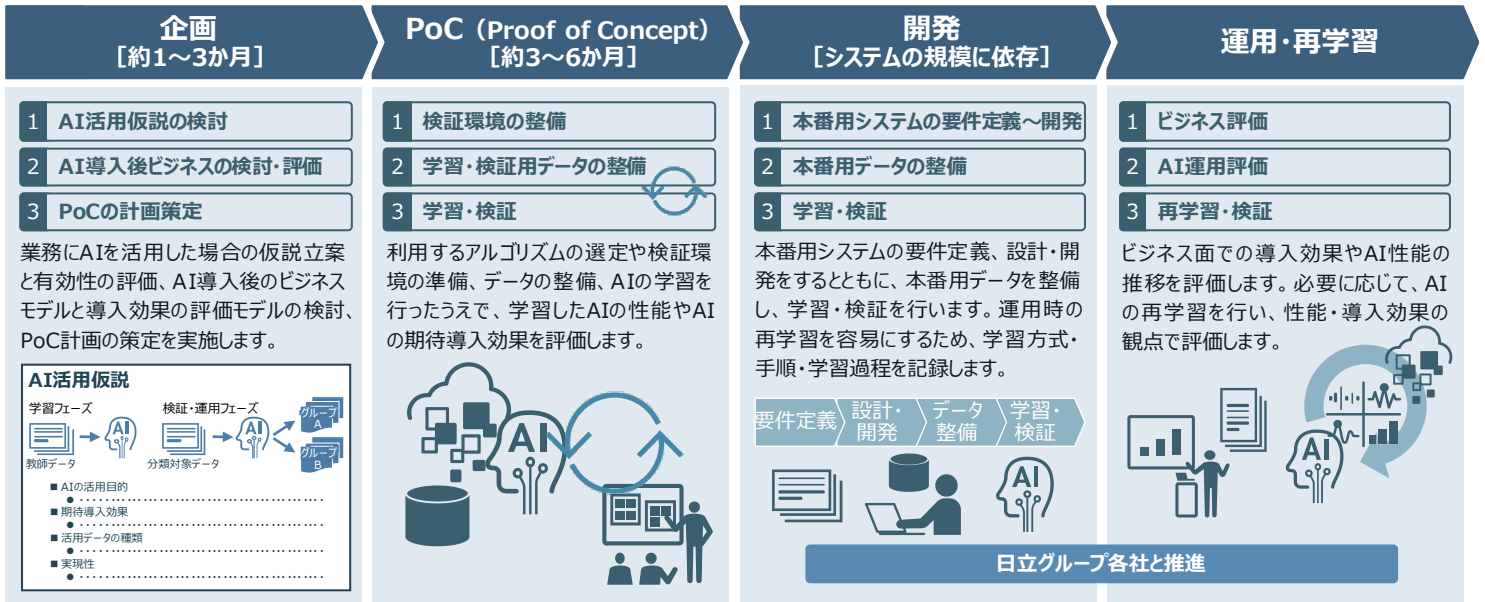 企画
［約1～3か月］
1 AI活用仮説の検討
2 AI導入後ビジネスの検討・評価
3 PoCの計画策定
業務にAIを活用した場合の仮説立案
と有効性の評価、AI導入後のビジネス
モデルと導入効果の評価モデルの検討、
PoC計画の策定を実施します。
AI活用仮説
学習フェーズ
検証・運用フェーズ
AI
AI
グループ
A
グループ
B
教師データ
分類対象データ
■ AIの活用目的
■ 期待導入効果
■ 活用データの種類
■ 実現性
PoC（Proof of Concept）
［約3～6か月］
1 検証環境の整備
2 学習・検証用データの整備
3 学習・検証
利用するアルゴリズムの選定や検証環
境の準備、データの整備、AIの学習を
行ったうえで、学習したAIの性能やAI
の期待導入効果を評価します。
AI
開発
［システムの規模に依存］
1 本番用システムの要件定義～開発
2 本番用データの整備
3 学習・検証
本番用システムの要件定義、設計・開
発をするとともに、本番用データを整備
し、学習・検証を行います。運用時の
再学習を容易にするため、学習方式・
手順・学習過程を記録します。
要件定義
設計・
開発
データ
整備
学習・
検証
AI
運用・再学習
1 ビジネス評価
2 AI運用評価
3 再学習・検証
ビジネス面での導入効果やAI性能の
推移を評価します。必要に応じて、AI
の再学習を行い、性能・導入効果の
観点で評価します。
AI
日立グループ各社と推進